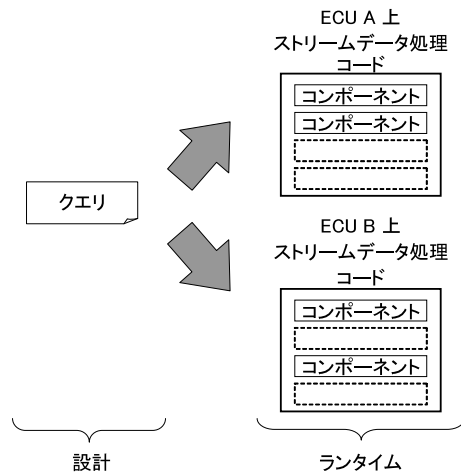 ECU A 上
ストリームデータ処理
コード
コンポーネント
コンポーネント
クエリ
ECU B 上
ストリームデータ処理
コード
コンポーネント
コンポーネント
設計
ランタイム